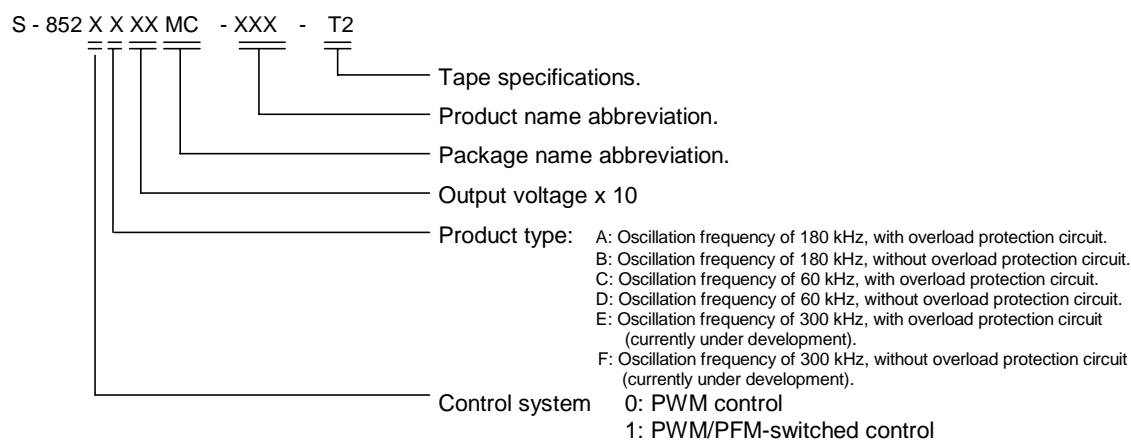 S - 852 X X XX MC - XXX - T2
Tape specifications.
Product name abbreviation.
Package name abbreviation.
Output voltage x 10
Product type: A: Oscillation frequency of 180 kHz, with overload protection circuit.
B: Oscillation frequency of 180 kHz, without overload protection circuit.
C: Oscillation frequency of 60 kHz, with overload protection circuit.
D: Oscillation frequency of 60 kHz, without overload protection circuit.
E: Oscillation frequency of 300 kHz, with overload protection circuit
(currently under development).
F: Oscillation frequency of 300 kHz, without overload protection circuit
(currently under development).
Control system 0: PWM control
1: PWM/PFM-switched control